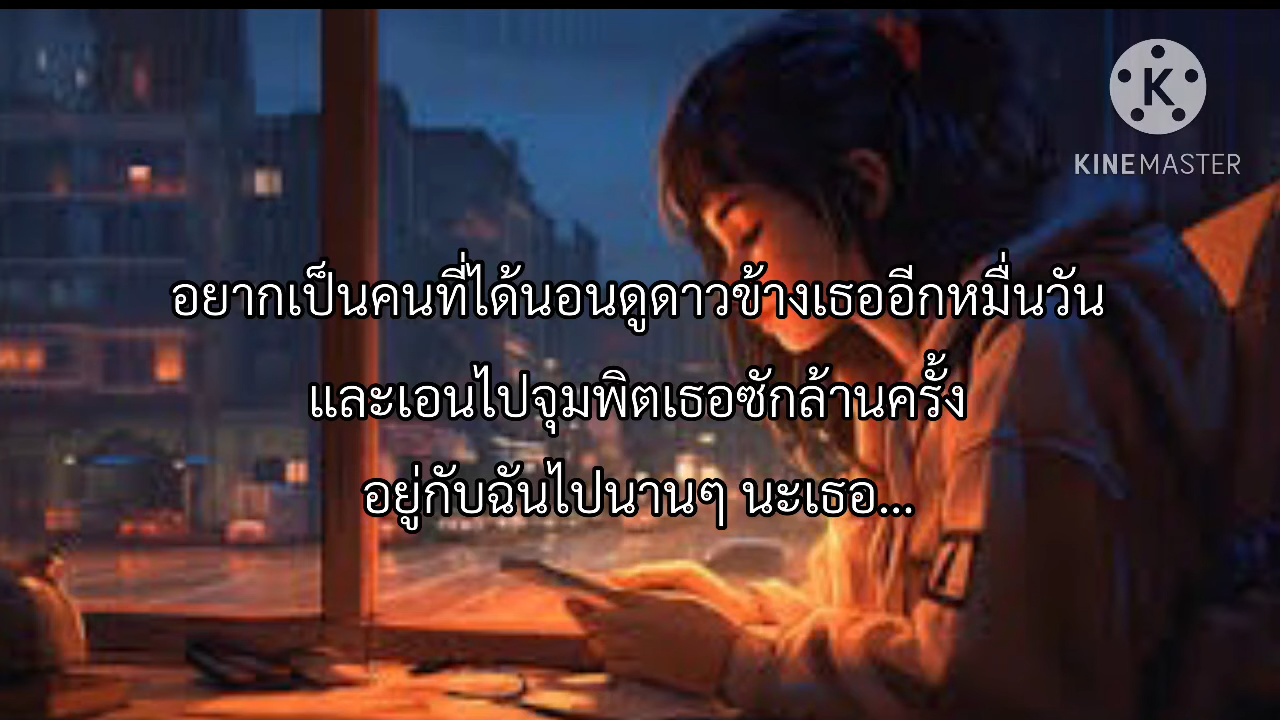 KINEMASTER
อยากเป็นคนที่ได้นอนดูดาวข้างเธออีกหมื่นวัน
และเอนไปจุมพิตเธอซักล้านครั้ง
อยู่กับฉันไปนานๆ นะเธอ...